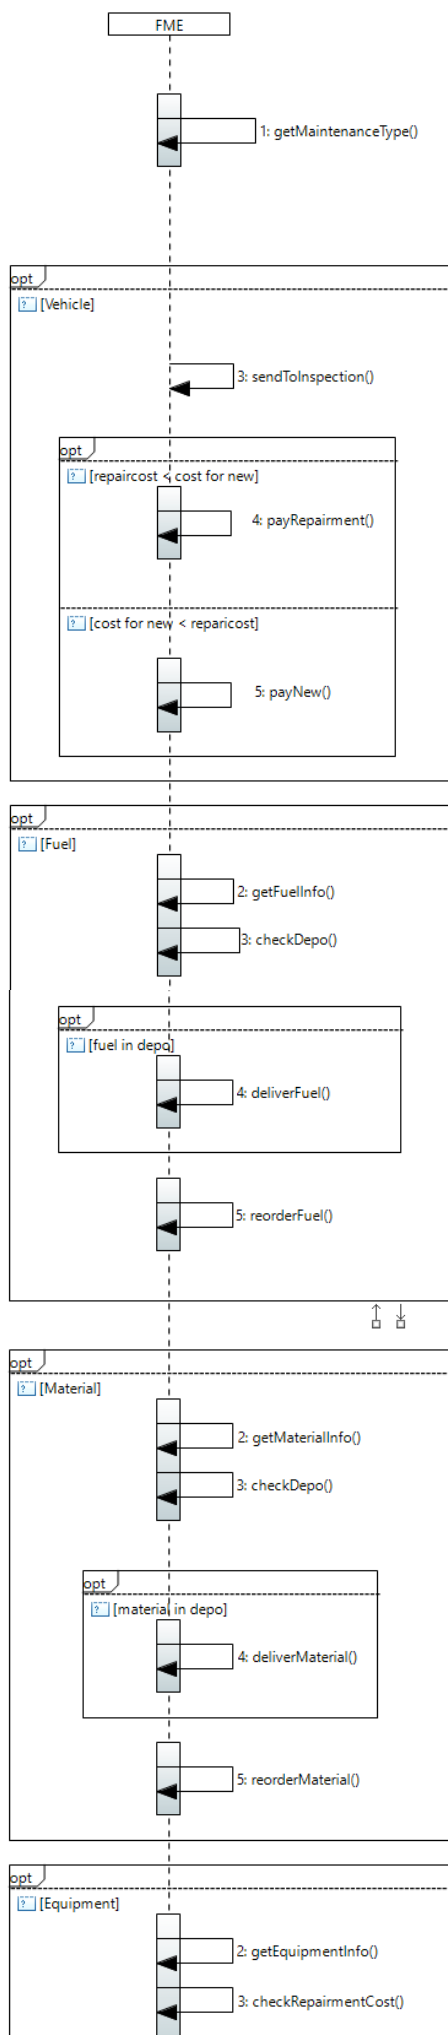 FME
1: getMaintenanceType()
opt
[Vehicle]
3: sendToInspection()
opt
[repaircost < cost for new]
4: payRepairment()
[cost for new < reparicost]
5: payNew()
opt
[Fuel]
2: getFuelInfo()
3: checkDepo()
opt
[fuel in depo]
4: deliverFuel()
5: reorderFuel()
opt
[Material]
2: getMaterialInfo()
3: checkDepo()
opt
[material in depo]
4: deliverMaterial()
5: reorderMaterial()
opt
[Equipment]
2: getEquipmentInfo()
3: checkRepairmentCost()